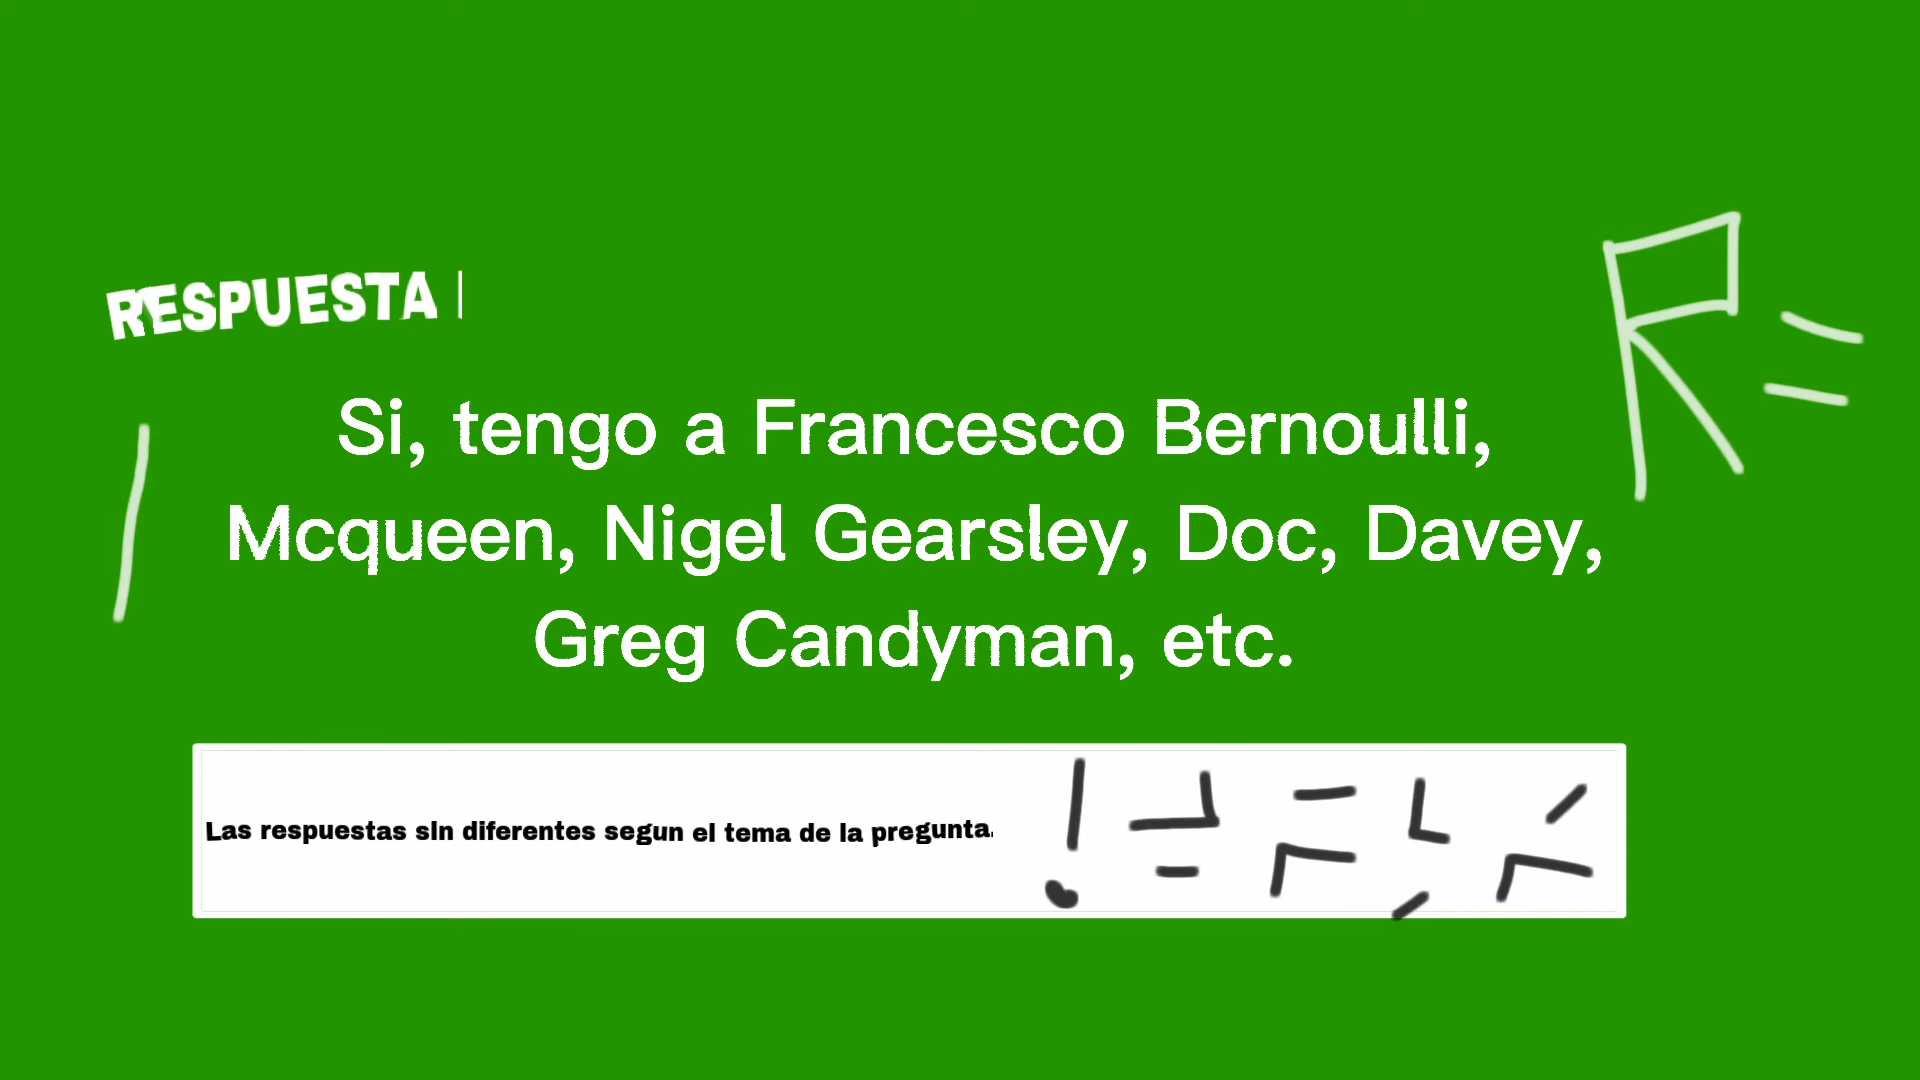 RESPUESTA |
R=
Si, tengo a Francesco Bernoulli,
Mcqueen, Nigel Gearsley, Doc, Davey,
Greg Candyman, etc.
Las respuestas sin diferentes segun el tema de la pregunta.